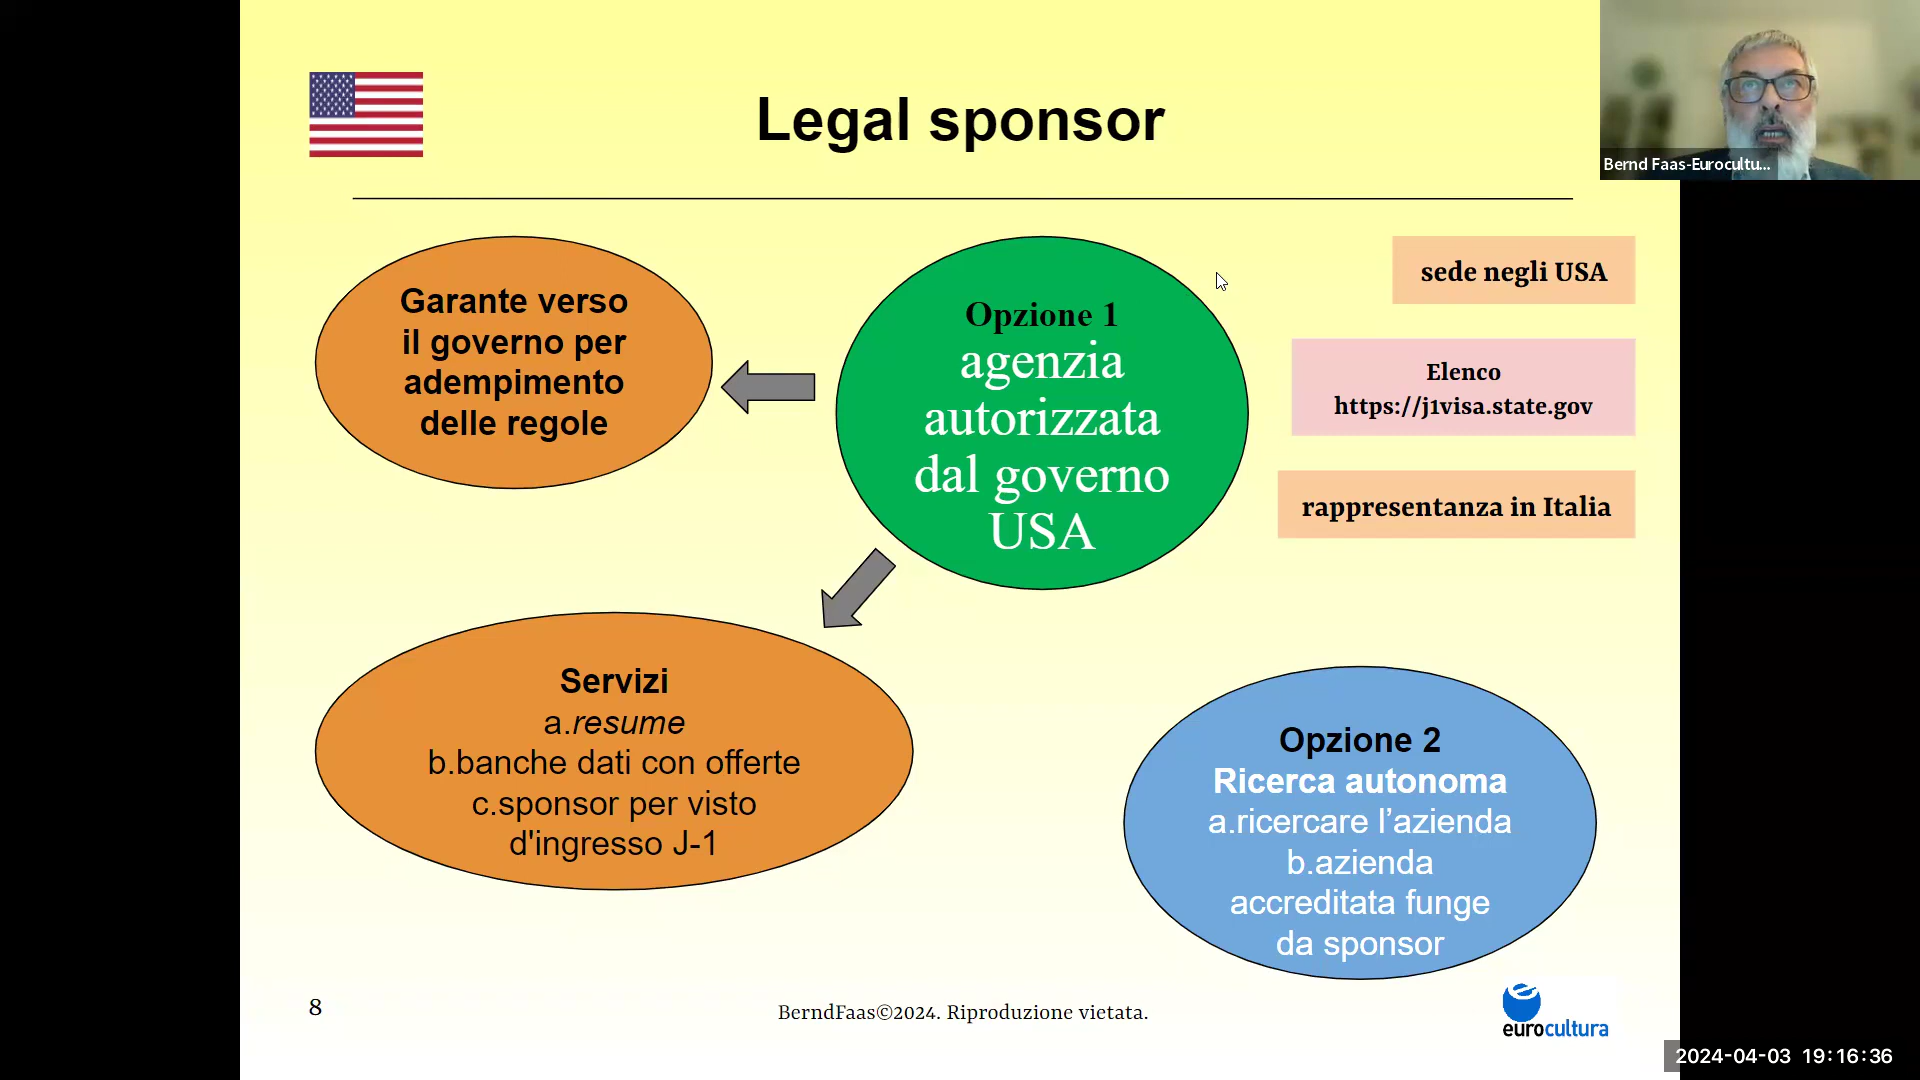 Legal sponsor
Bernd Faas-Eurocultu...
Garante verso
il governo per
adempimento
delle regole
Opzione 1
agenzia
autorizzata
dal governo
USA
sede negli USA
Elenco
https://j1visa.state.gov
rappresentanza in Italia
Servizi
a.resume
b.banche dati con offerte
c.sponsor per visto
d'ingresso J-1
Opzione 2
Ricerca autonoma
a.ricercare l’azienda
b.azienda
accreditata funge
da sponsor
8
BerndFaas©2024. Riproduzione vietata.
eurocultura
2024-04-03 19:16:36